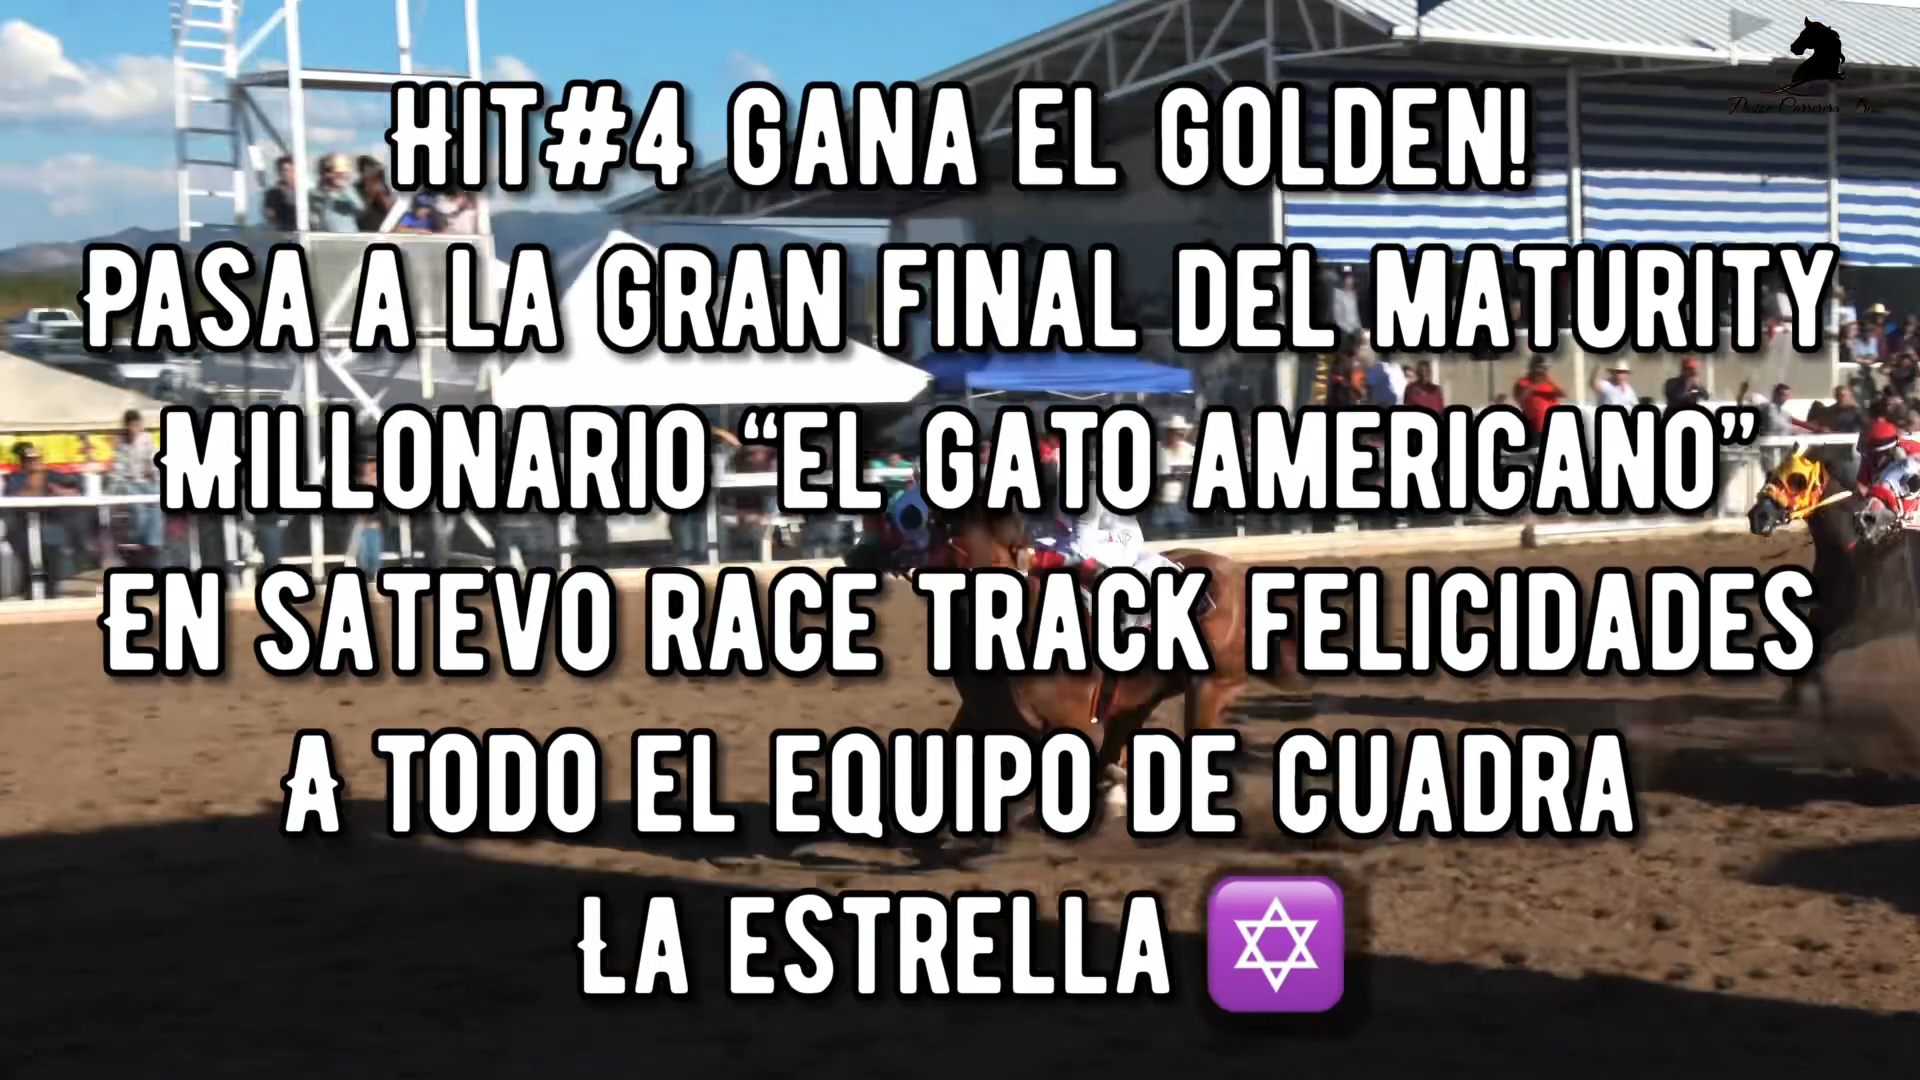 HIT#4 GANA EL GOLDEN!
PASA A LA GRAN FINAL DEL MATURITY
MILLONARIO “EL GATO AMERICANO”
EN SATEVO RACE TRACK FELICIDADES
A TODO EL EQUIPO DE CUADRA
LA ESTRELLA